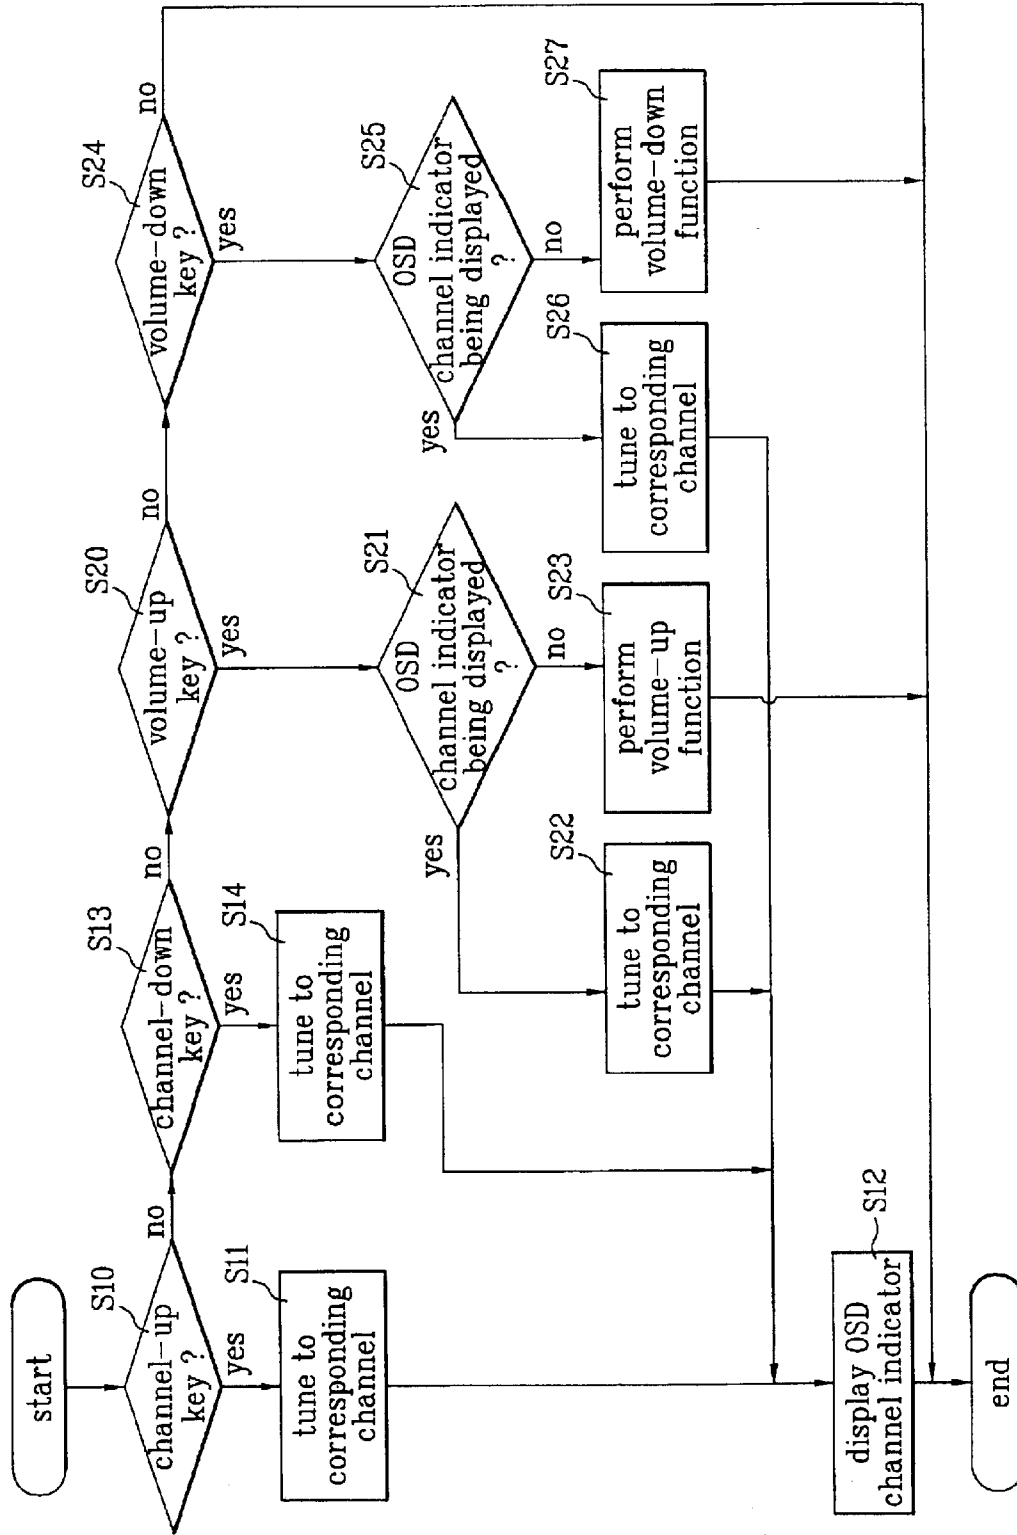 start
S10
channel-up
key ?
yes
no
S11
tune to
corresponding
channel
S13
channel-down
key ?
yes
no
S14
tune to
corresponding
channel
S20
volume-up
key ?
yes
no
S21
OSD
channel indicator
being displayed
?
yes
no
S22
tune to
corresponding
channel
S23
perform
volume-up
function
S24
volume-down
key ?
yes
no
S25
OSD
channel indicator
being displayed
?
yes
no
S26
tune to
corresponding
channel
S27
perform
volume-down
function
S12
display OSD
channel indicator
end